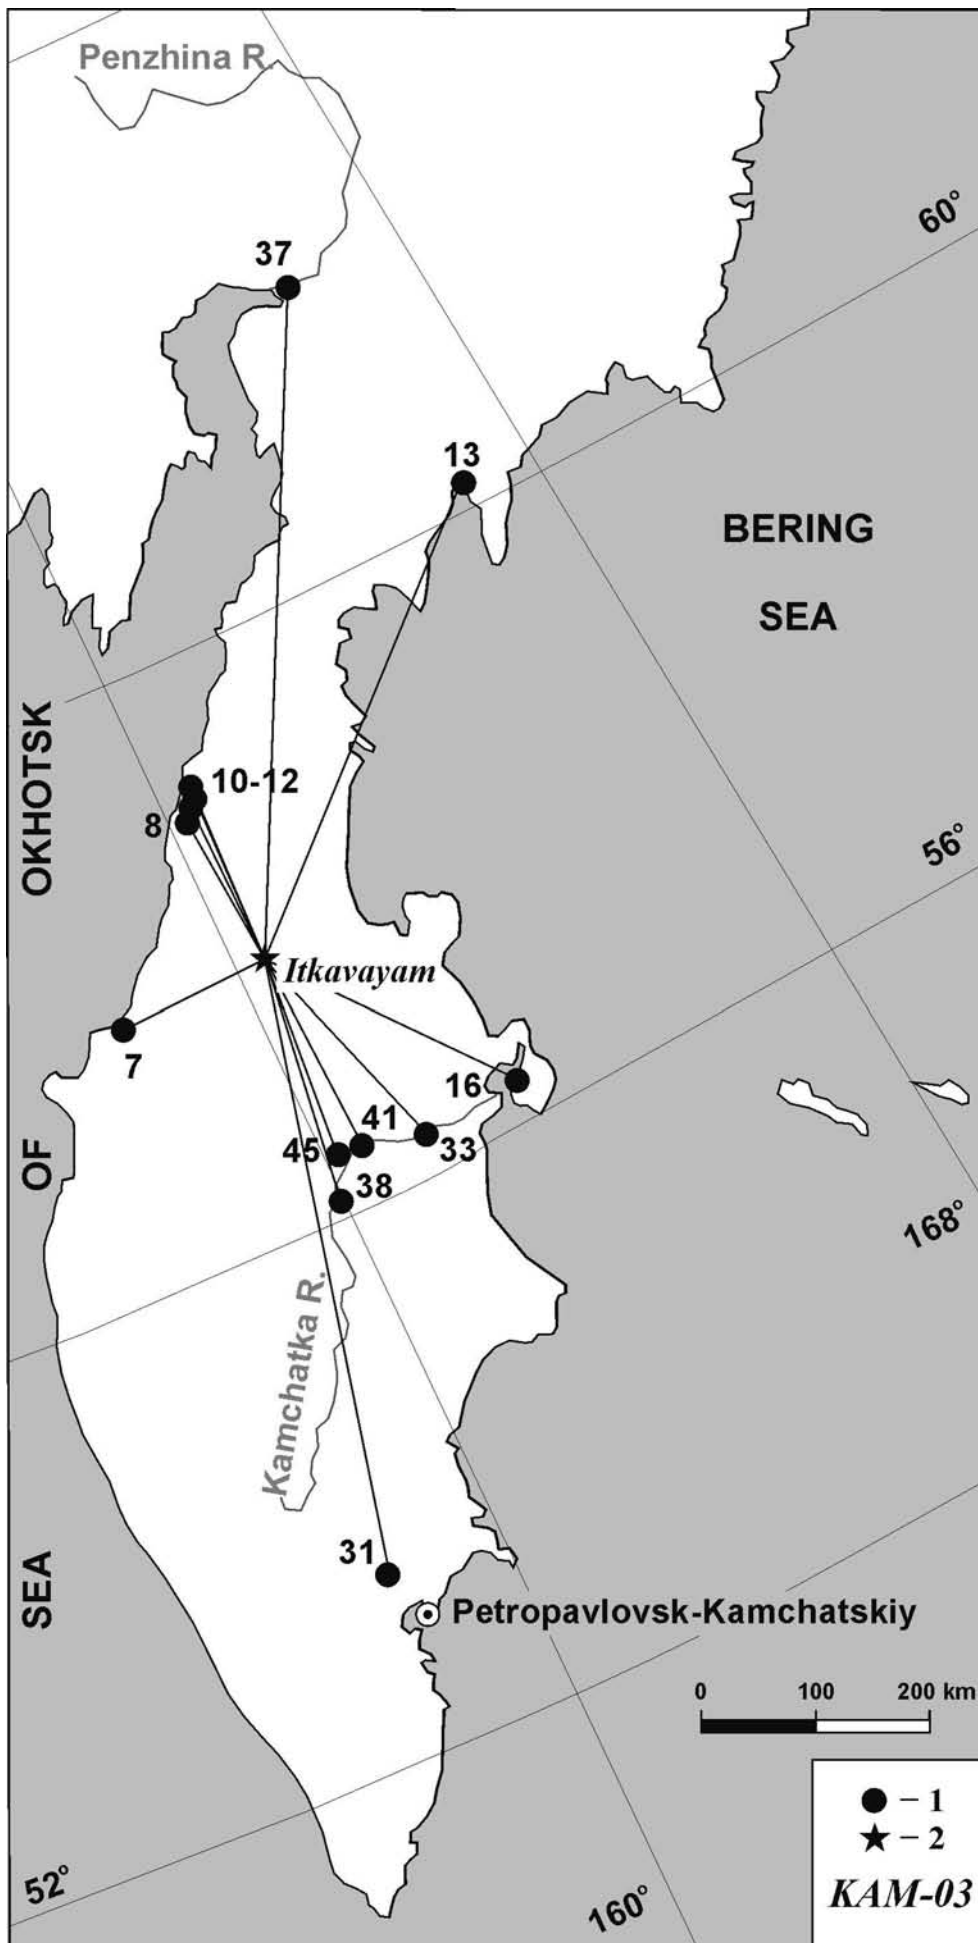 Penzhina R.
60°
37
13
BERING
SEA
OKHOTSK
10-12
8
56°
Itkavayam
7
16
41
33
45
38
OF
168°
Kamchatka R.
31
SEA
Petropavlovsk-Kamchatskiy
0 100 200 km
– 1
– 2
52°
160°
KAM-03